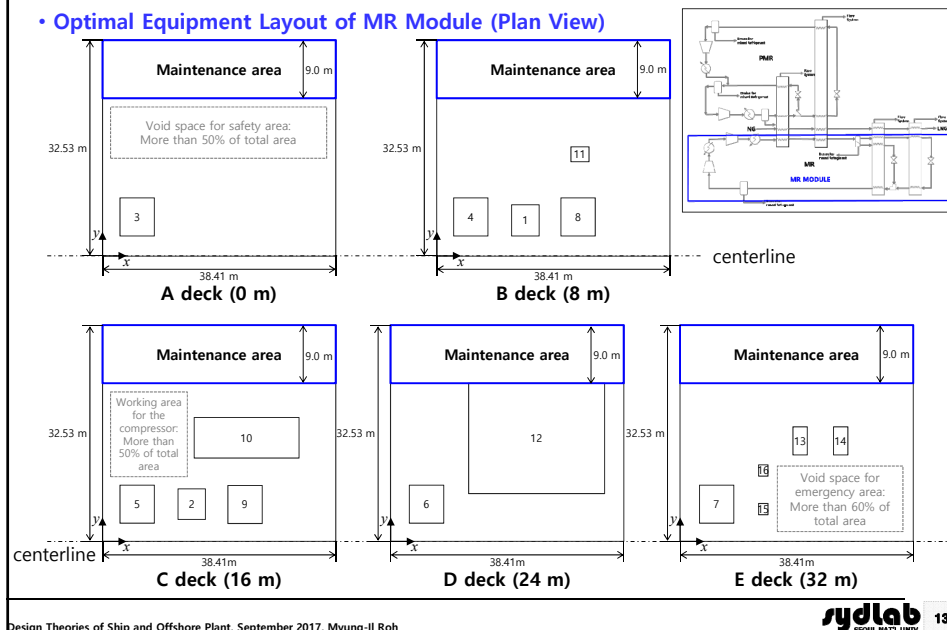 • Optimal Equipment Layout of MR Module (Plan View)
Maintenance area
9.0 m
Void space for safety area:
More than 50% of total area
32.53 m
3
y
x
38.41 m
A deck (0 m)
Maintenance area
9.0 m
32.53 m
11
4
1
8
y
x
38.41 m
B deck (8 m)
centerline
PMR
NG
LNG
MR
MR MODULE
Maintenance area
9.0 m
Working area
for the
compressor:
More than
50% of total
area
10
32.53 m
5
2
9
y
x
centerline
38.41m
C deck (16 m)
Maintenance area
9.0 m
32.53 m
12
6
y
x
38.41m
D deck (24 m)
Maintenance area
9.0 m
32.53 m
13
14
16
Void space for
emergency area:
More than 60% of
total area
7
15
y
x
38.41m
E deck (32 m)
Design Theories of Ship and Offshore Plant, September 2017, Myung-Il Roh
sydlab
SEOUL NAT'L UNIV.
13